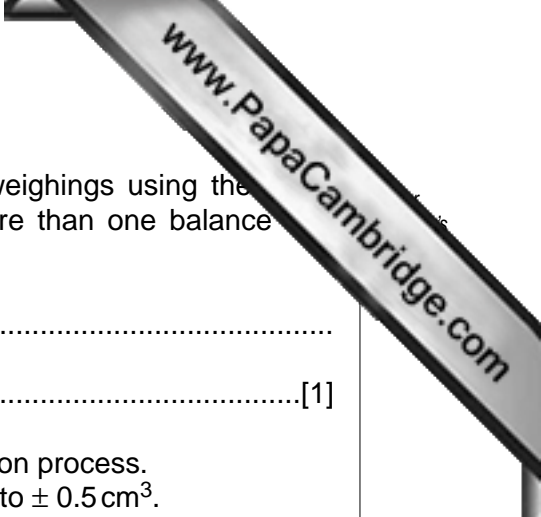 www.PapaCambridge.com
weighings using the
re than one balance
....................................................
..............................................[1]
on process.
to ± 0.5 cm³.